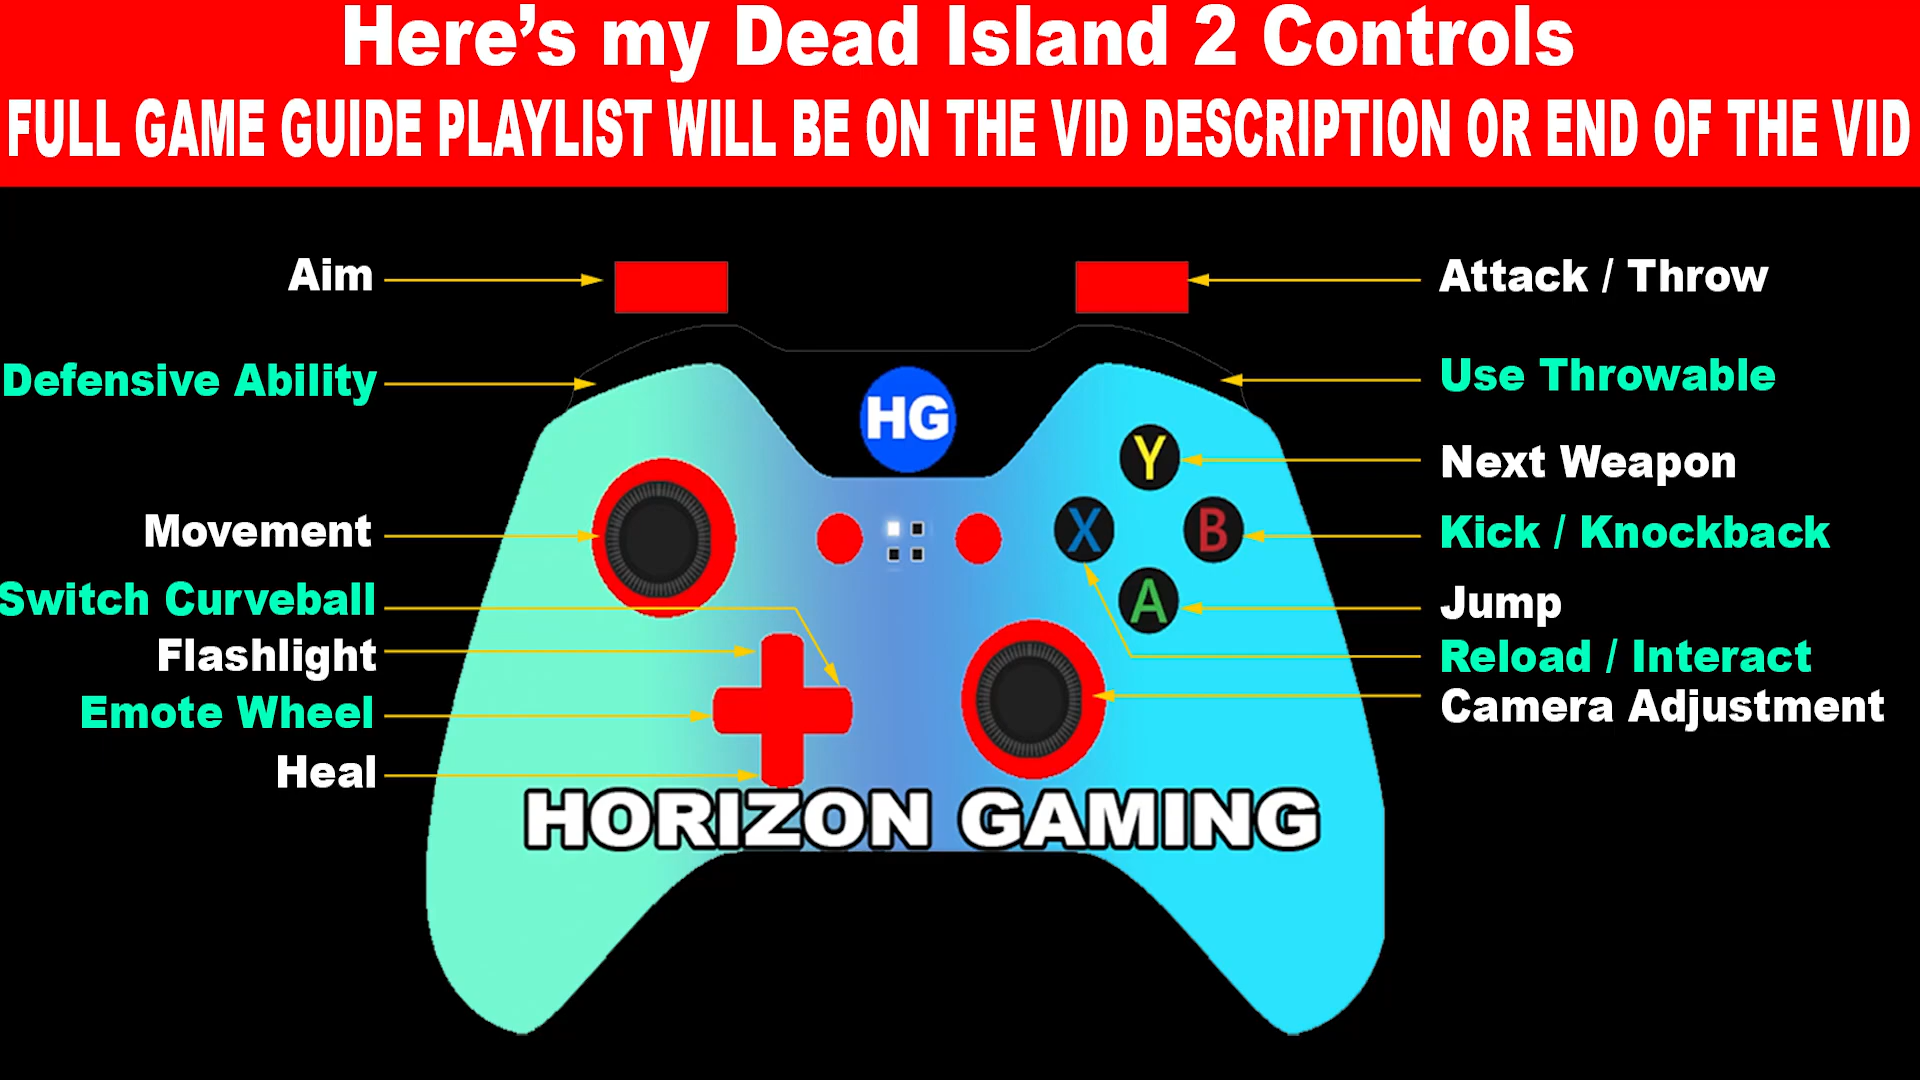 Here's my Dead Island 2 Controls
FULL GAME GUIDE PLAYLIST WILL BE ON THE VID DESCRIPTION OR END OF THE VID
Aim
Attack / Throw
Defensive Ability
Use Throwable
HG
Y
Next Weapon
Movement
X
B
Kick / Knockback
Switch Curveball
A
Jump
Flashlight
Reload / Interact
Emote Wheel
Camera Adjustment
Heal
HORIZON GAMING